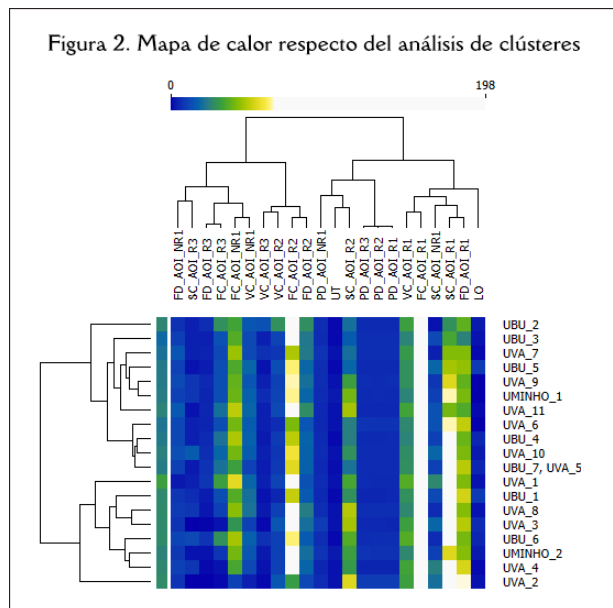 Figura 2. Mapa de calor respecto del análisis de clústeres
0
198
FD_AOI_NR1
SC_AOI_R3
FD_AOI_R3
FC_AOI_R3
FC_AOI_NR1
VC_AOI_NR1
VC_AOI_R3
VC_AOI_R2
FC_AOI_R2
FD_AOI_R2
PD_AOI_NR1
UT
SC_AOI_R2
PD_AOI_R3
PD_AOI_R2
PD_AOI_R1
VC_AOI_R1
FC_AOI_R1
SC_AOI_NR1
SC_AOI_R1
FD_AOI_R1
LO
UBU_2
UBU_3
UVA_7
UBU_5
UVA_9
UMINHO_1
UVA_11
UVA_6
UBU_4
UVA_10
UBU_7, UVA_5
UVA_1
UBU_1
UVA_8
UVA_3
UBU_6
UMINHO_2
UVA_4
UVA_2